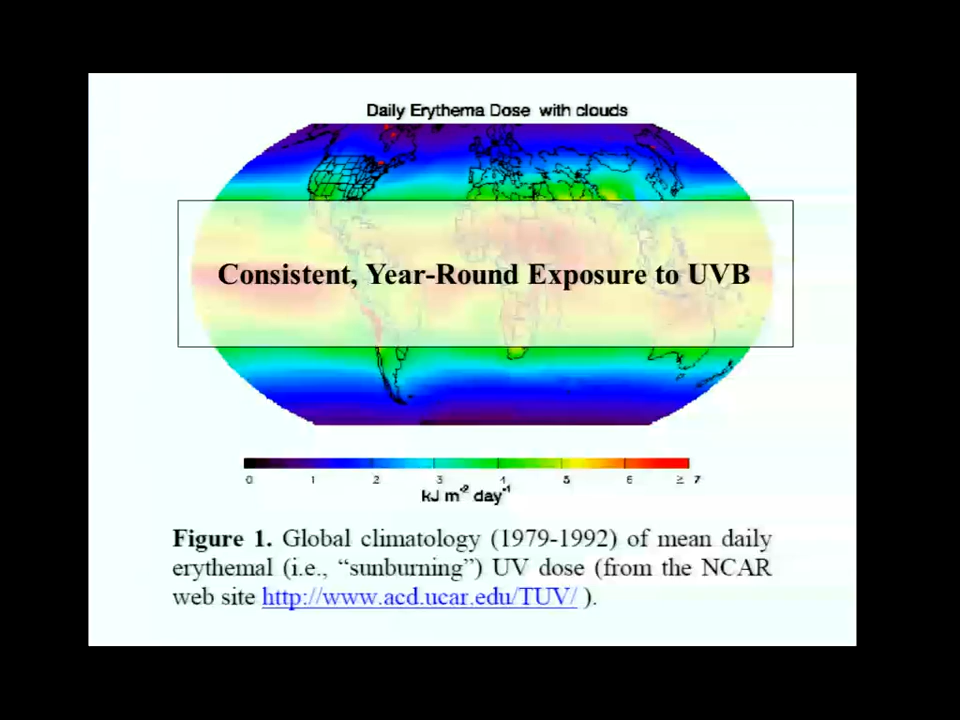 Daily Erythema Dose with clouds
Consistent, Year-Round Exposure to UVB
0 1 2 3 4 5 6 ≥ 7
kJ m⁻² day⁻¹
Figure 1. Global climatology (1979-1992) of mean daily
erythemal (i.e., “sunburning”) UV dose (from the NCAR
web site http://www.acd.ucar.edu/TUV/ ).